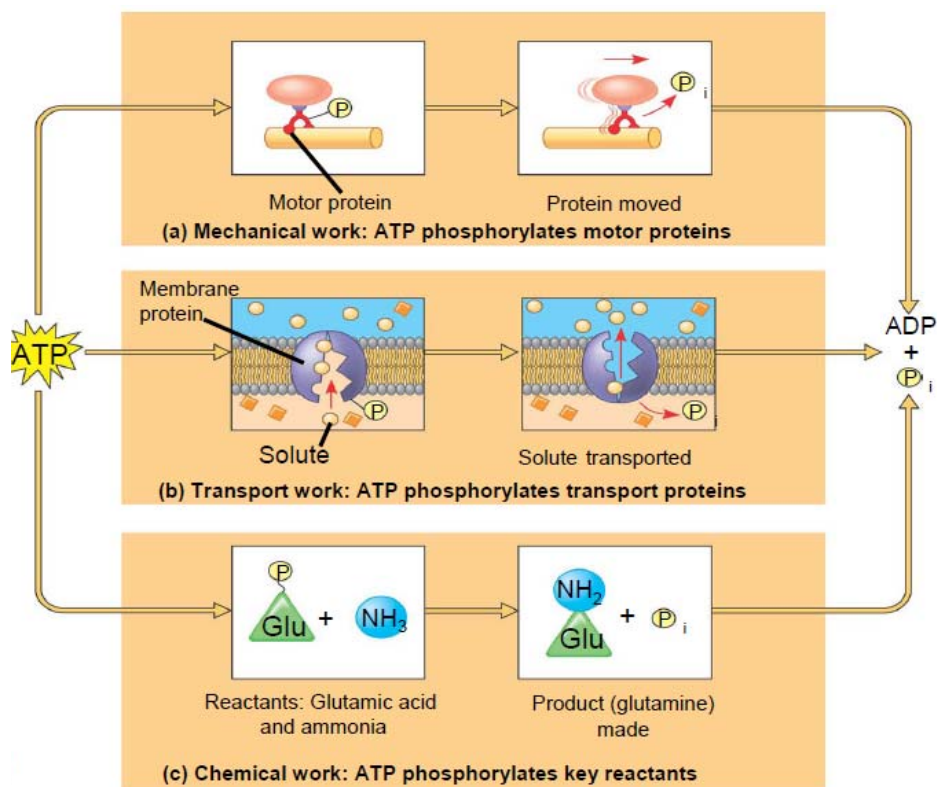 P
P
i
Motor protein
Protein moved
(a) Mechanical work: ATP phosphorylates motor proteins
Membrane
protein
ATP
P
P
i
Solute
Solute transported
(b) Transport work: ATP phosphorylates transport proteins
ADP
+
P
i
P
Glu
+
NH₃
NH₂
Glu
+
P
i
Reactants: Glutamic acid
and ammonia
Product (glutamine)
made
(c) Chemical work: ATP phosphorylates key reactants